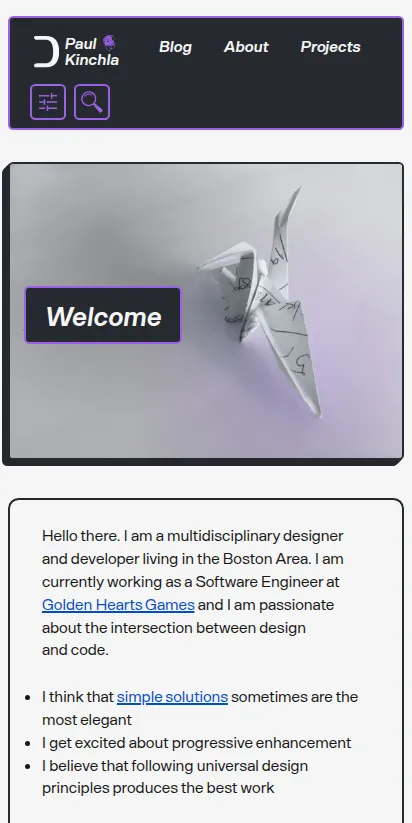 Paul
Kinchla
Blog About Projects
Welcome
Hello there. I am a multidisciplinary designer
and developer living in the Boston Area. I am
currently working as a Software Engineer at
Golden Hearts Games and I am passionate
about the intersection between design
and code.
I think that simple solutions sometimes are the
most elegant
I get excited about progressive enhancement
I believe that following universal design
principles produces the best work